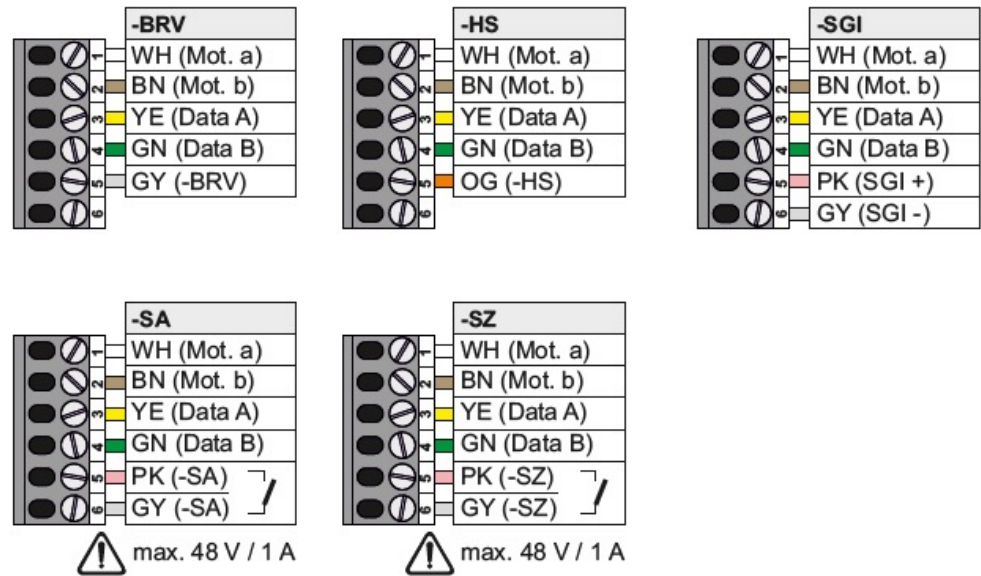 -BRV
1 WH (Mot. a)
2 BN (Mot. b)
3 YE (Data A)
4 GN (Data B)
5 GY (-BRV)
6
-HS
1 WH (Mot. a)
2 BN (Mot. b)
3 YE (Data A)
4 GN (Data B)
5 OG (-HS)
6
-SGI
1 WH (Mot. a)
2 BN (Mot. b)
3 YE (Data A)
4 GN (Data B)
5 PK (SGI +)
6 GY (SGI -)
-SA
1 WH (Mot. a)
2 BN (Mot. b)
3 YE (Data A)
4 GN (Data B)
5 PK (-SA)
6 GY (-SA)
max. 48 V / 1 A
-SZ
1 WH (Mot. a)
2 BN (Mot. b)
3 YE (Data A)
4 GN (Data B)
5 PK (-SZ)
6 GY (-SZ)
max. 48 V / 1 A